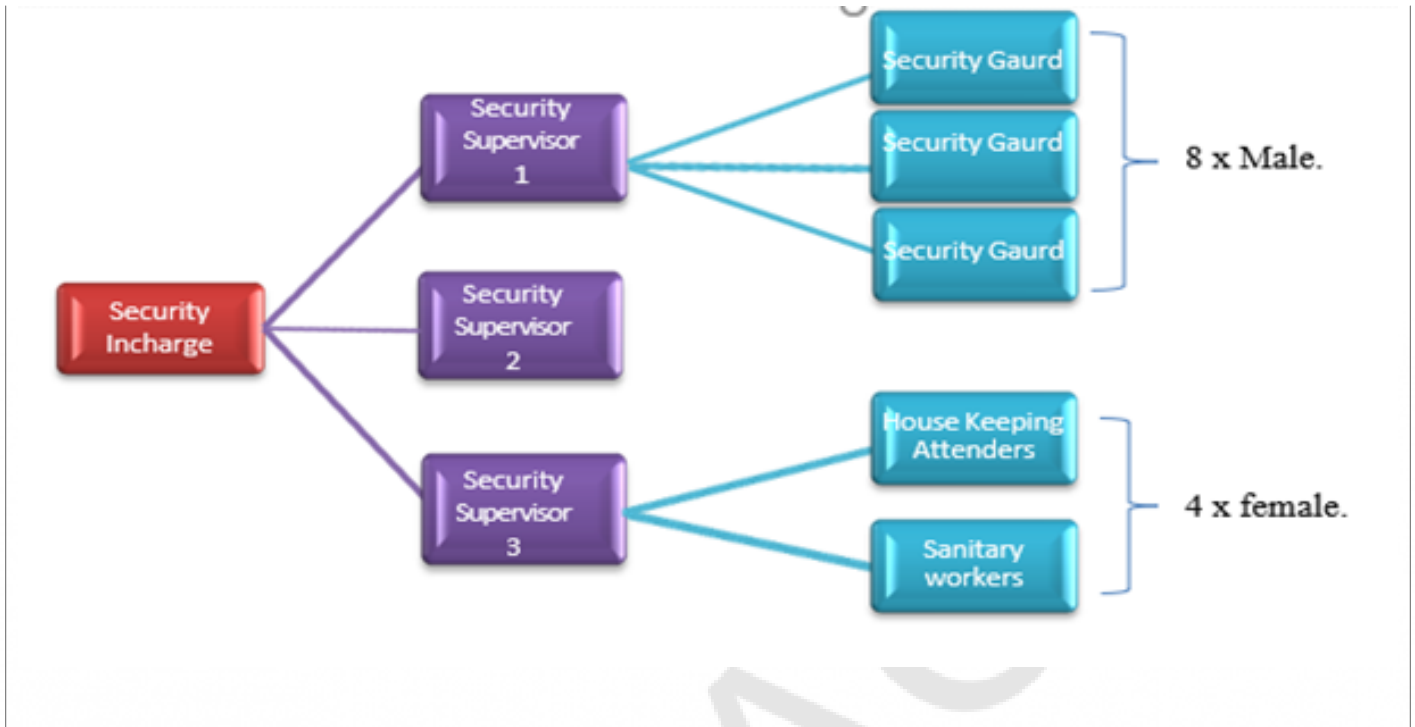 Security
Incharge
Security
Supervisor
1
Security
Supervisor
2
Security
Supervisor
3
Security Gaurd
Security Gaurd
Security Gaurd
8 x Male.
House Keeping
Attenders
Sanitary
workers
4 x female.